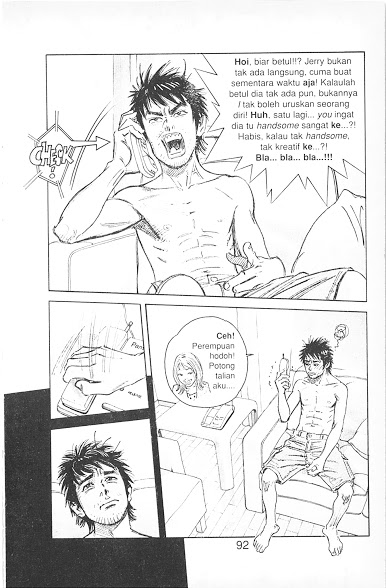 Hoi, biar betul!!? Jerry bukan
tak ada langsung, cuma buat
sementara waktu aja! Kalaulah
betul dia tak ada pun, bukannya
I tak boleh uruskan seorang
diri! Huh, satu lagi... you ingat
dia tu handsome sangat ke...?!
Habis, kalau tak handsome,
tak kreatif ke...?!
Bla... bla... bla...!!!
CHECK!
Ceh!
Perempuan
hodoh!
Potong
talian
aku....
92